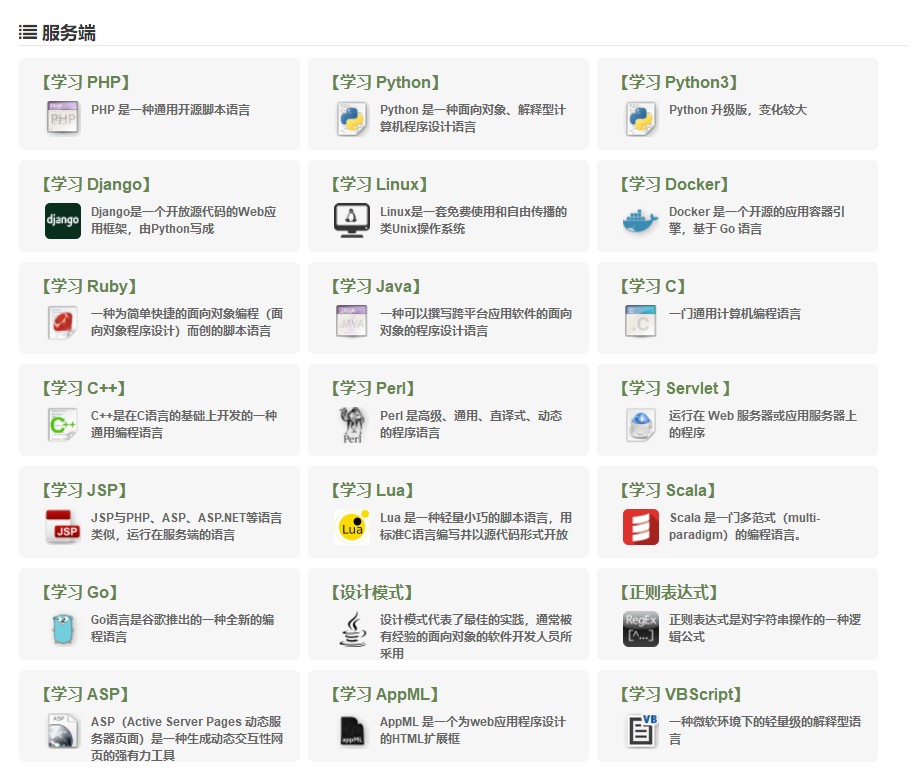 服务端
【学习 PHP】
PHP
PHP 是一种通用开源脚本语言
【学习 Python】
Python 是一种面向对象、解释型计
算机程序设计语言
【学习 Python3】
Python 升级版，变化较大
【学习 Django】
django
Django是一个开放源代码的Web应
用框架，由Python写成
【学习 Linux】
Linux是一套免费使用和自由传播的
类Unix操作系统
【学习 Docker】
Docker 是一个开源的应用容器引
擎，基于 Go 语言
【学习 Ruby】
一种为简单快捷的面向对象编程（面
向对象程序设计）而创的脚本语言
【学习 Java】
JAVA
JAVA
一种可以撰写跨平台应用软件的面向
对象的程序设计语言
【学习 C】
.C
一门通用计算机编程语言
【学习 C++】
C++
C++是在C语言的基础上开发的一种
通用编程语言
【学习 Perl】
Perl
Perl 是高级、通用、直译式、动态
的程序语言
【学习 Servlet 】
运行在 Web 服务器或应用服务器上
的程序
【学习 JSP】
JSP
JSP与PHP、ASP、ASP.NET等语言
类似，运行在服务端的语言
【学习 Lua】
Lua
Lua 是一种轻量小巧的脚本语言，用
标准C语言编写并以源代码形式开放
【学习 Scala】
Scala 是一门多范式（multi-
paradigm）的编程语言。
【学习 Go】
Go语言是谷歌推出的一种全新的编
程语言
【设计模式】
设计模式代表了最佳的实践，通常被
有经验的面向对象的软件开发人员所
采用
【正则表达式】
RegEx
[^...]
正则表达式是对字符串操作的一种逻
辑公式
【学习 ASP】
ASP
ASP（Active Server Pages 动态服
务器页面）是一种生成动态交互性网
页的强有力工具
【学习 AppML】
appML
AppML 是一个为web应用程序设计
的HTML扩展框
【学习 VBScript】
VB
一种微软环境下的轻量级的解释型语
言